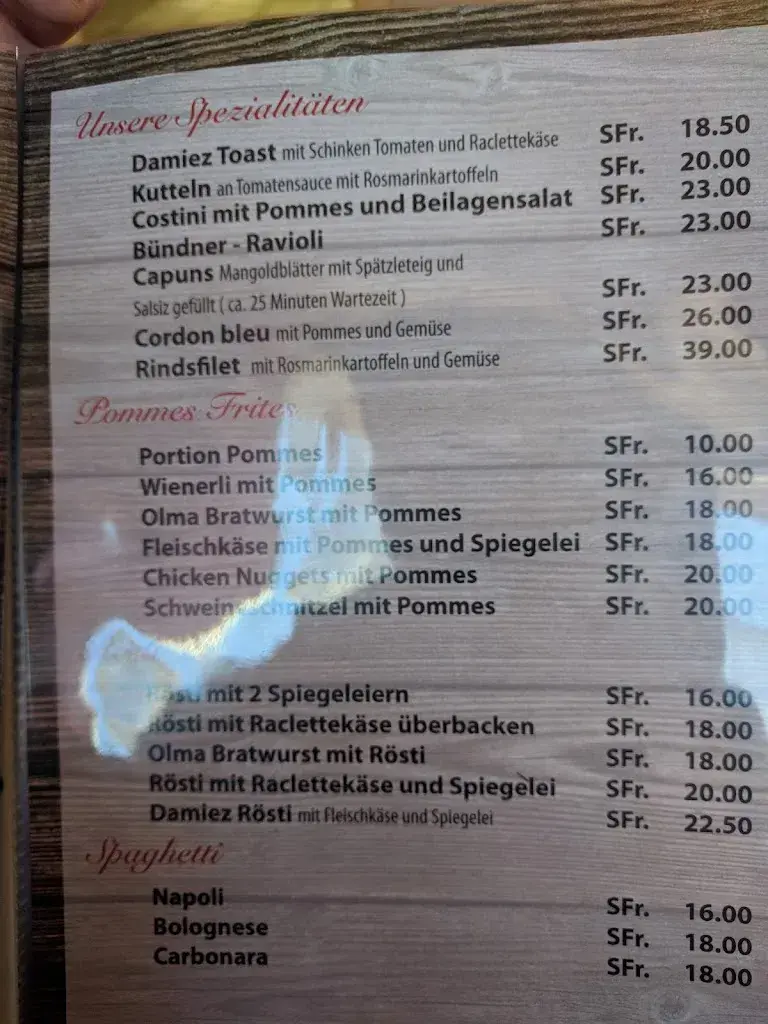 Unsere Spezialitäten
Damiez Toast mit Schinken Tomaten und Raclettekäse SFr. 18.50
Kutteln an Tomatensauce mit Rosmarinkartoffeln SFr. 20.00
Costini mit Pommes und Beilagensalat SFr. 23.00
Bündner - Ravioli SFr. 23.00
Capuns Mangoldblätter mit Spätzleteig und
Salsiz gefüllt ( ca. 25 Minuten Wartezeit ) SFr. 23.00
Cordon bleu mit Pommes und Gemüse SFr. 26.00
Rindsfilet mit Rosmarinkartoffeln und Gemüse SFr. 39.00
Pommes Frites
Portion Pommes SFr. 10.00
Wienerli mit Pommes SFr. 16.00
Olma Bratwurst mit Pommes SFr. 18.00
Fleischkäse mit Pommes und Spiegelei SFr. 18.00
Chicken Nuggets mit Pommes SFr. 20.00
Schwein Schnitzel mit Pommes SFr. 20.00
Rösti mit 2 Spiegeleiern SFr. 16.00
Rösti mit Raclettekäse überbacken SFr. 18.00
Olma Bratwurst mit Rösti SFr. 18.00
Rösti mit Raclettekäse und Spiegelei SFr. 20.00
Damiez Rösti mit Fleischkäse und Spiegelei SFr. 22.50
Spaghetti
Napoli SFr. 16.00
Bolognese SFr. 18.00
Carbonara SFr. 18.00